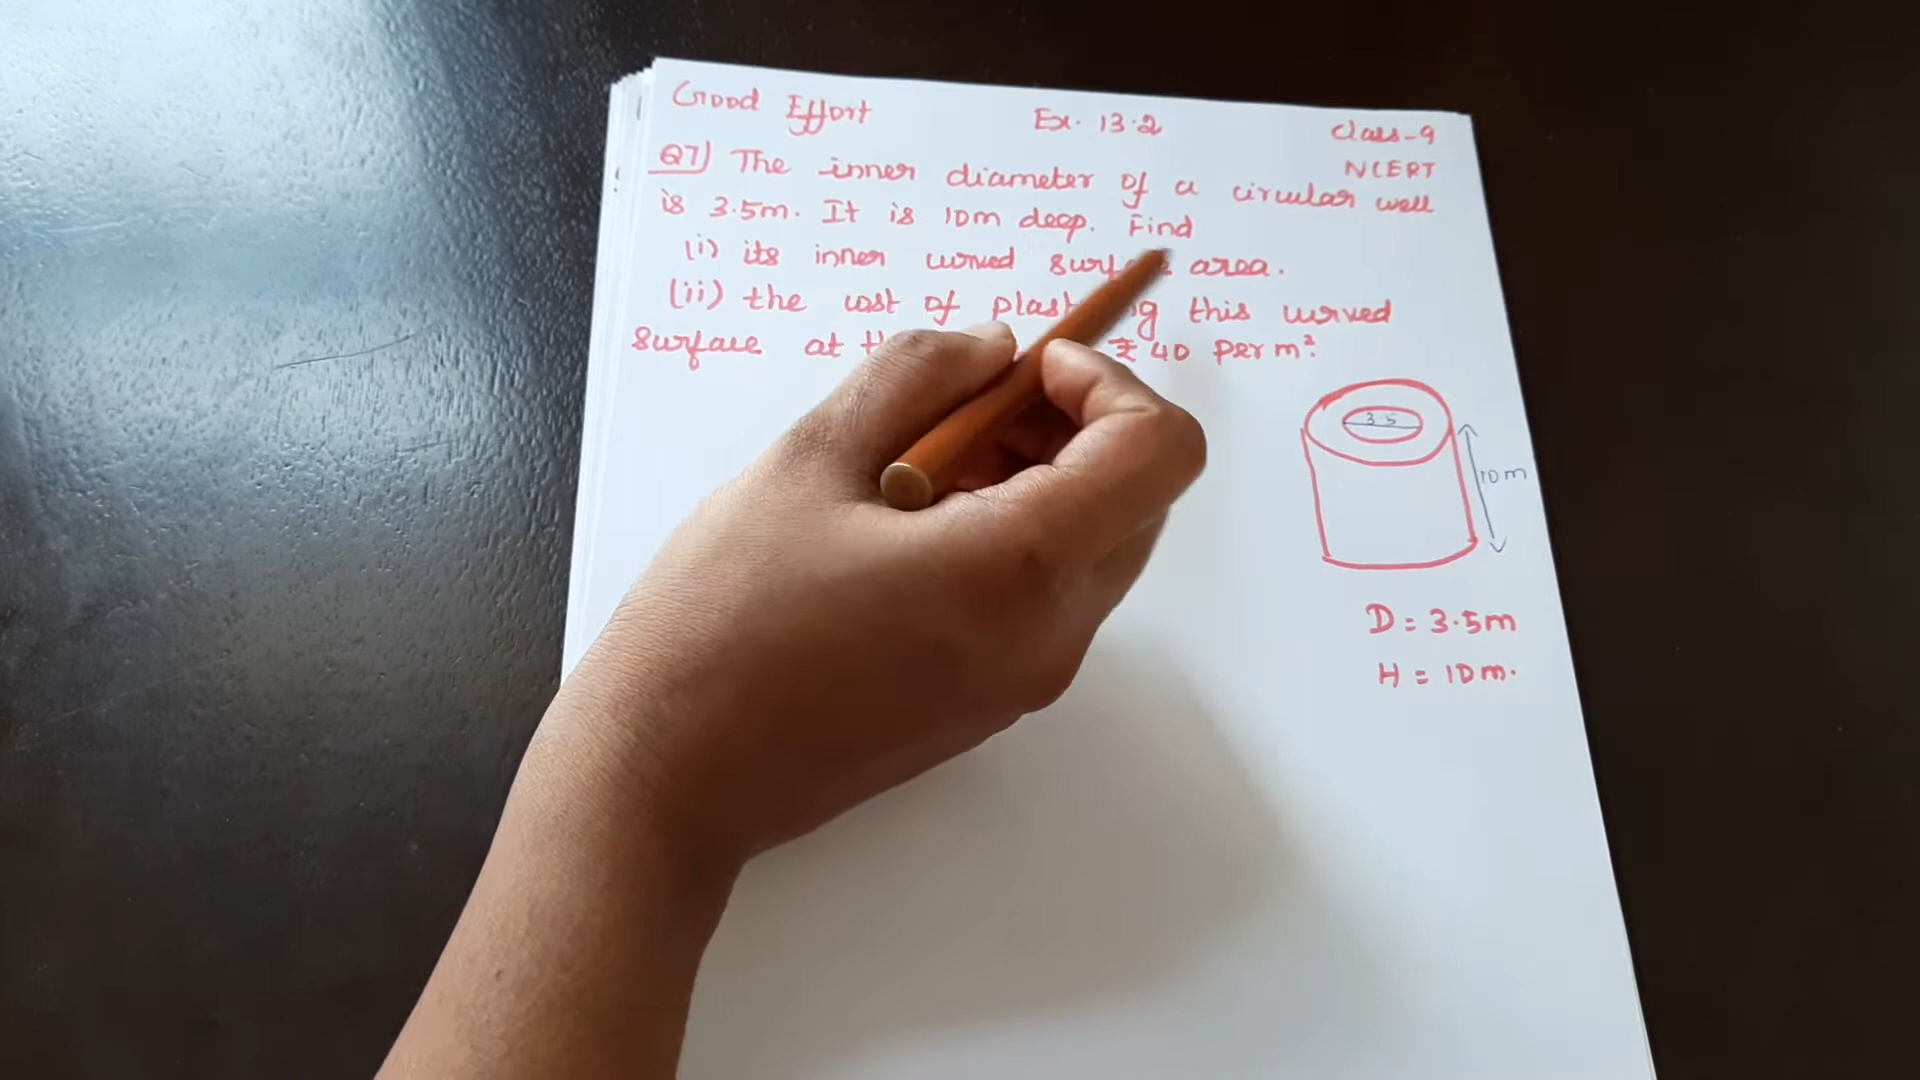 Good Effort Ex. 13.2 Class-9
NCERT
Q7) The inner diameter of a circular well
is 3.5m. It is 10m deep. Find
(i) its inner curved surface area.
(ii) the cost of this curved
surface at ₹ 40 per m².
3.5
10m
D = 3.5m
H = 10m.